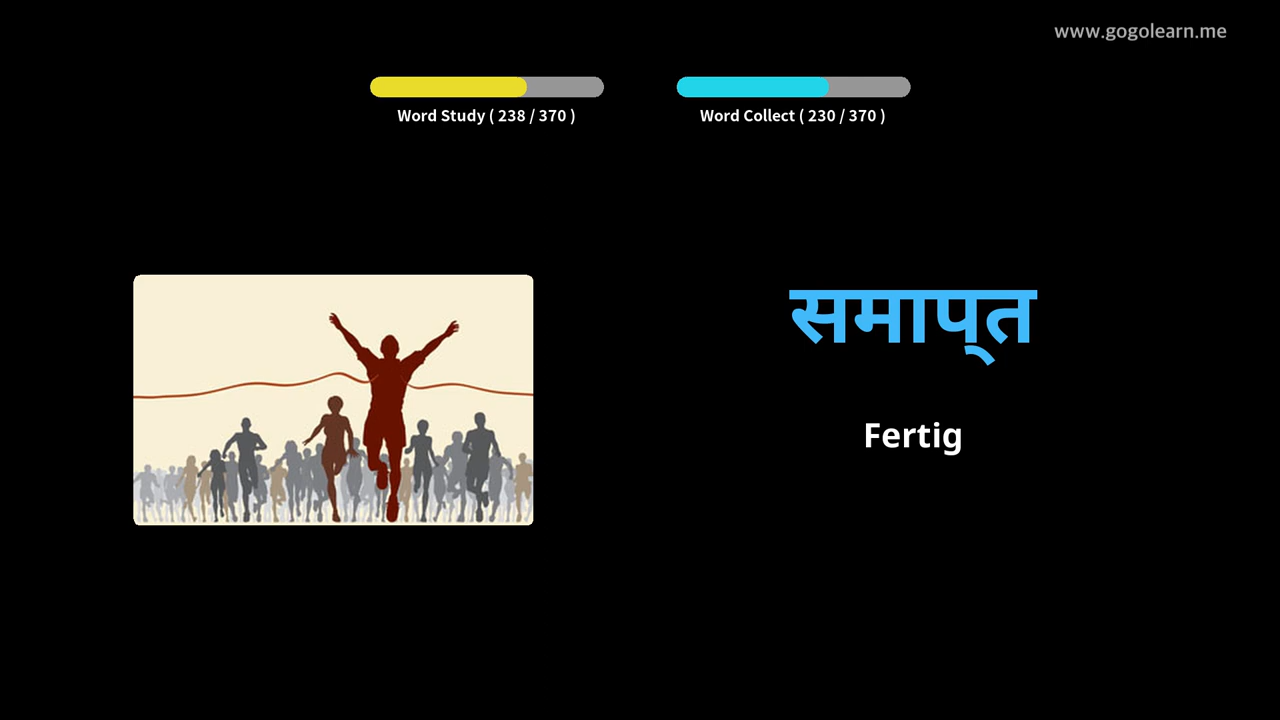 www.gogolearn.me
Word Study ( 238 / 370 )
Word Collect ( 230 / 370 )
समाप्त
Fertig